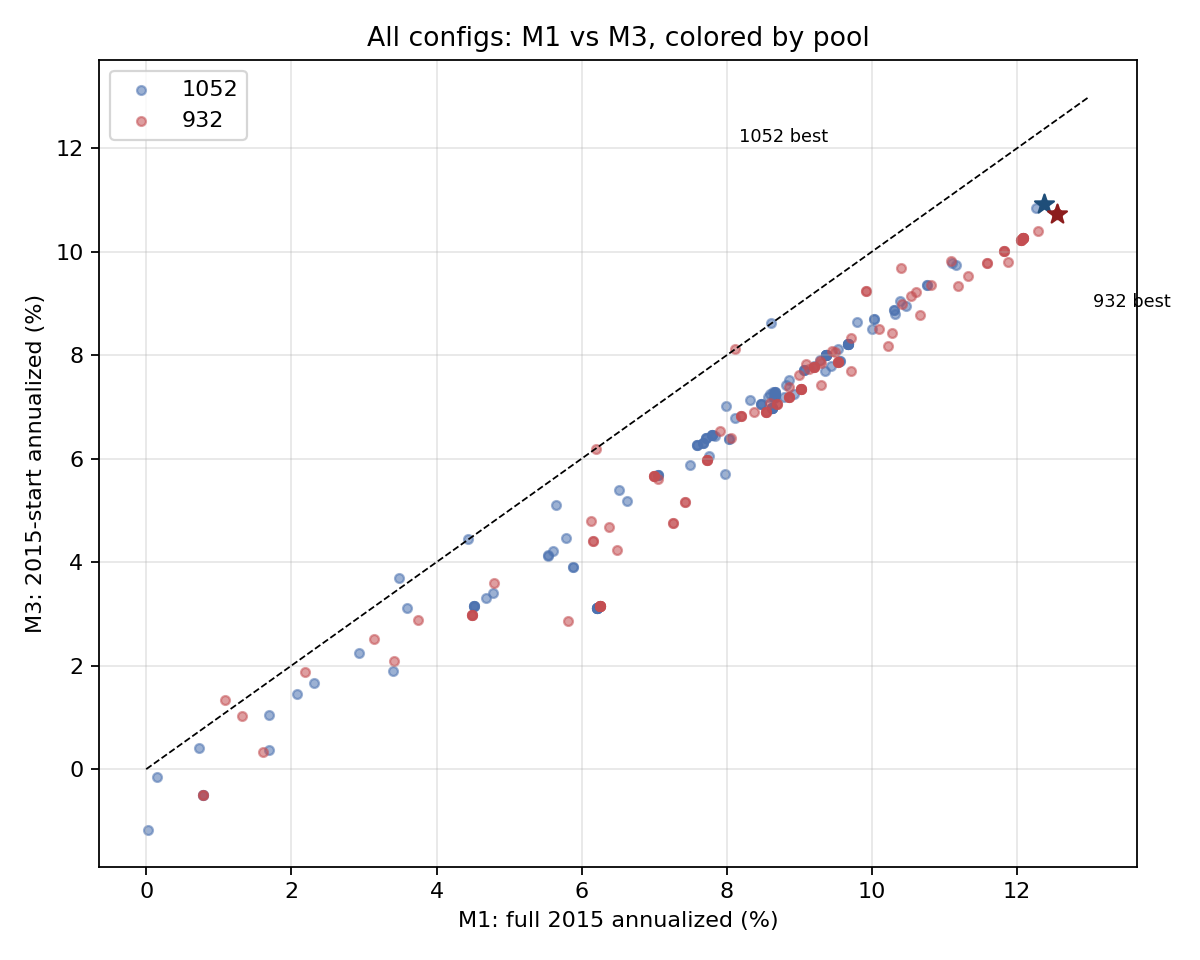 All configs: M1 vs M3, colored by pool
1052
932
1052 best
932 best
12
10
8
6
4
2
0
0 2 4 6 8 10 12
M3: 2015-start annualized (%)
M1: full 2015 annualized (%)